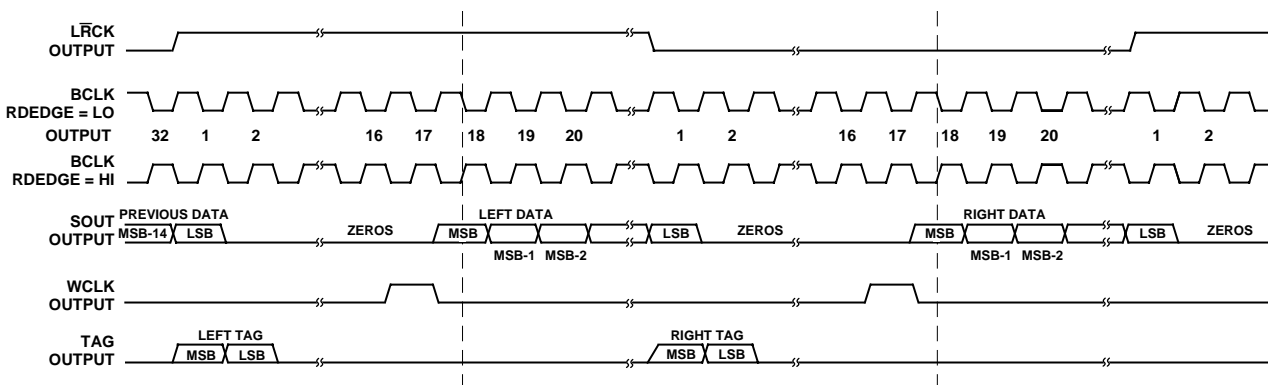 LR̅CK
OUTPUT
BCLK
RDEDGE = LO
OUTPUT 32 1 2 16 17 18 19 20 1 2 16 17 18 19 20 1 2
BCLK
RDEDGE = HI
PREVIOUS DATA LEFT DATA RIGHT DATA
SOUT
OUTPUT MSB-14 LSB ZEROS MSB LSB ZEROS MSB LSB ZEROS
MSB-1 MSB-2 MSB-1 MSB-2
WCLK
OUTPUT
LEFT TAG RIGHT TAG
TAG
OUTPUT MSB LSB MSB LSB